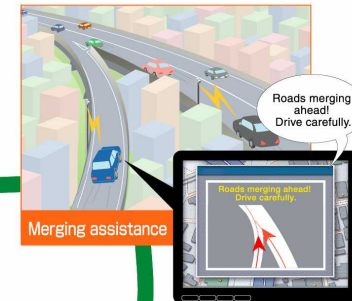 Roads merging
ahead!
Drive carefully.
Roads merging ahead!
Drive carefully.
Merging assistance